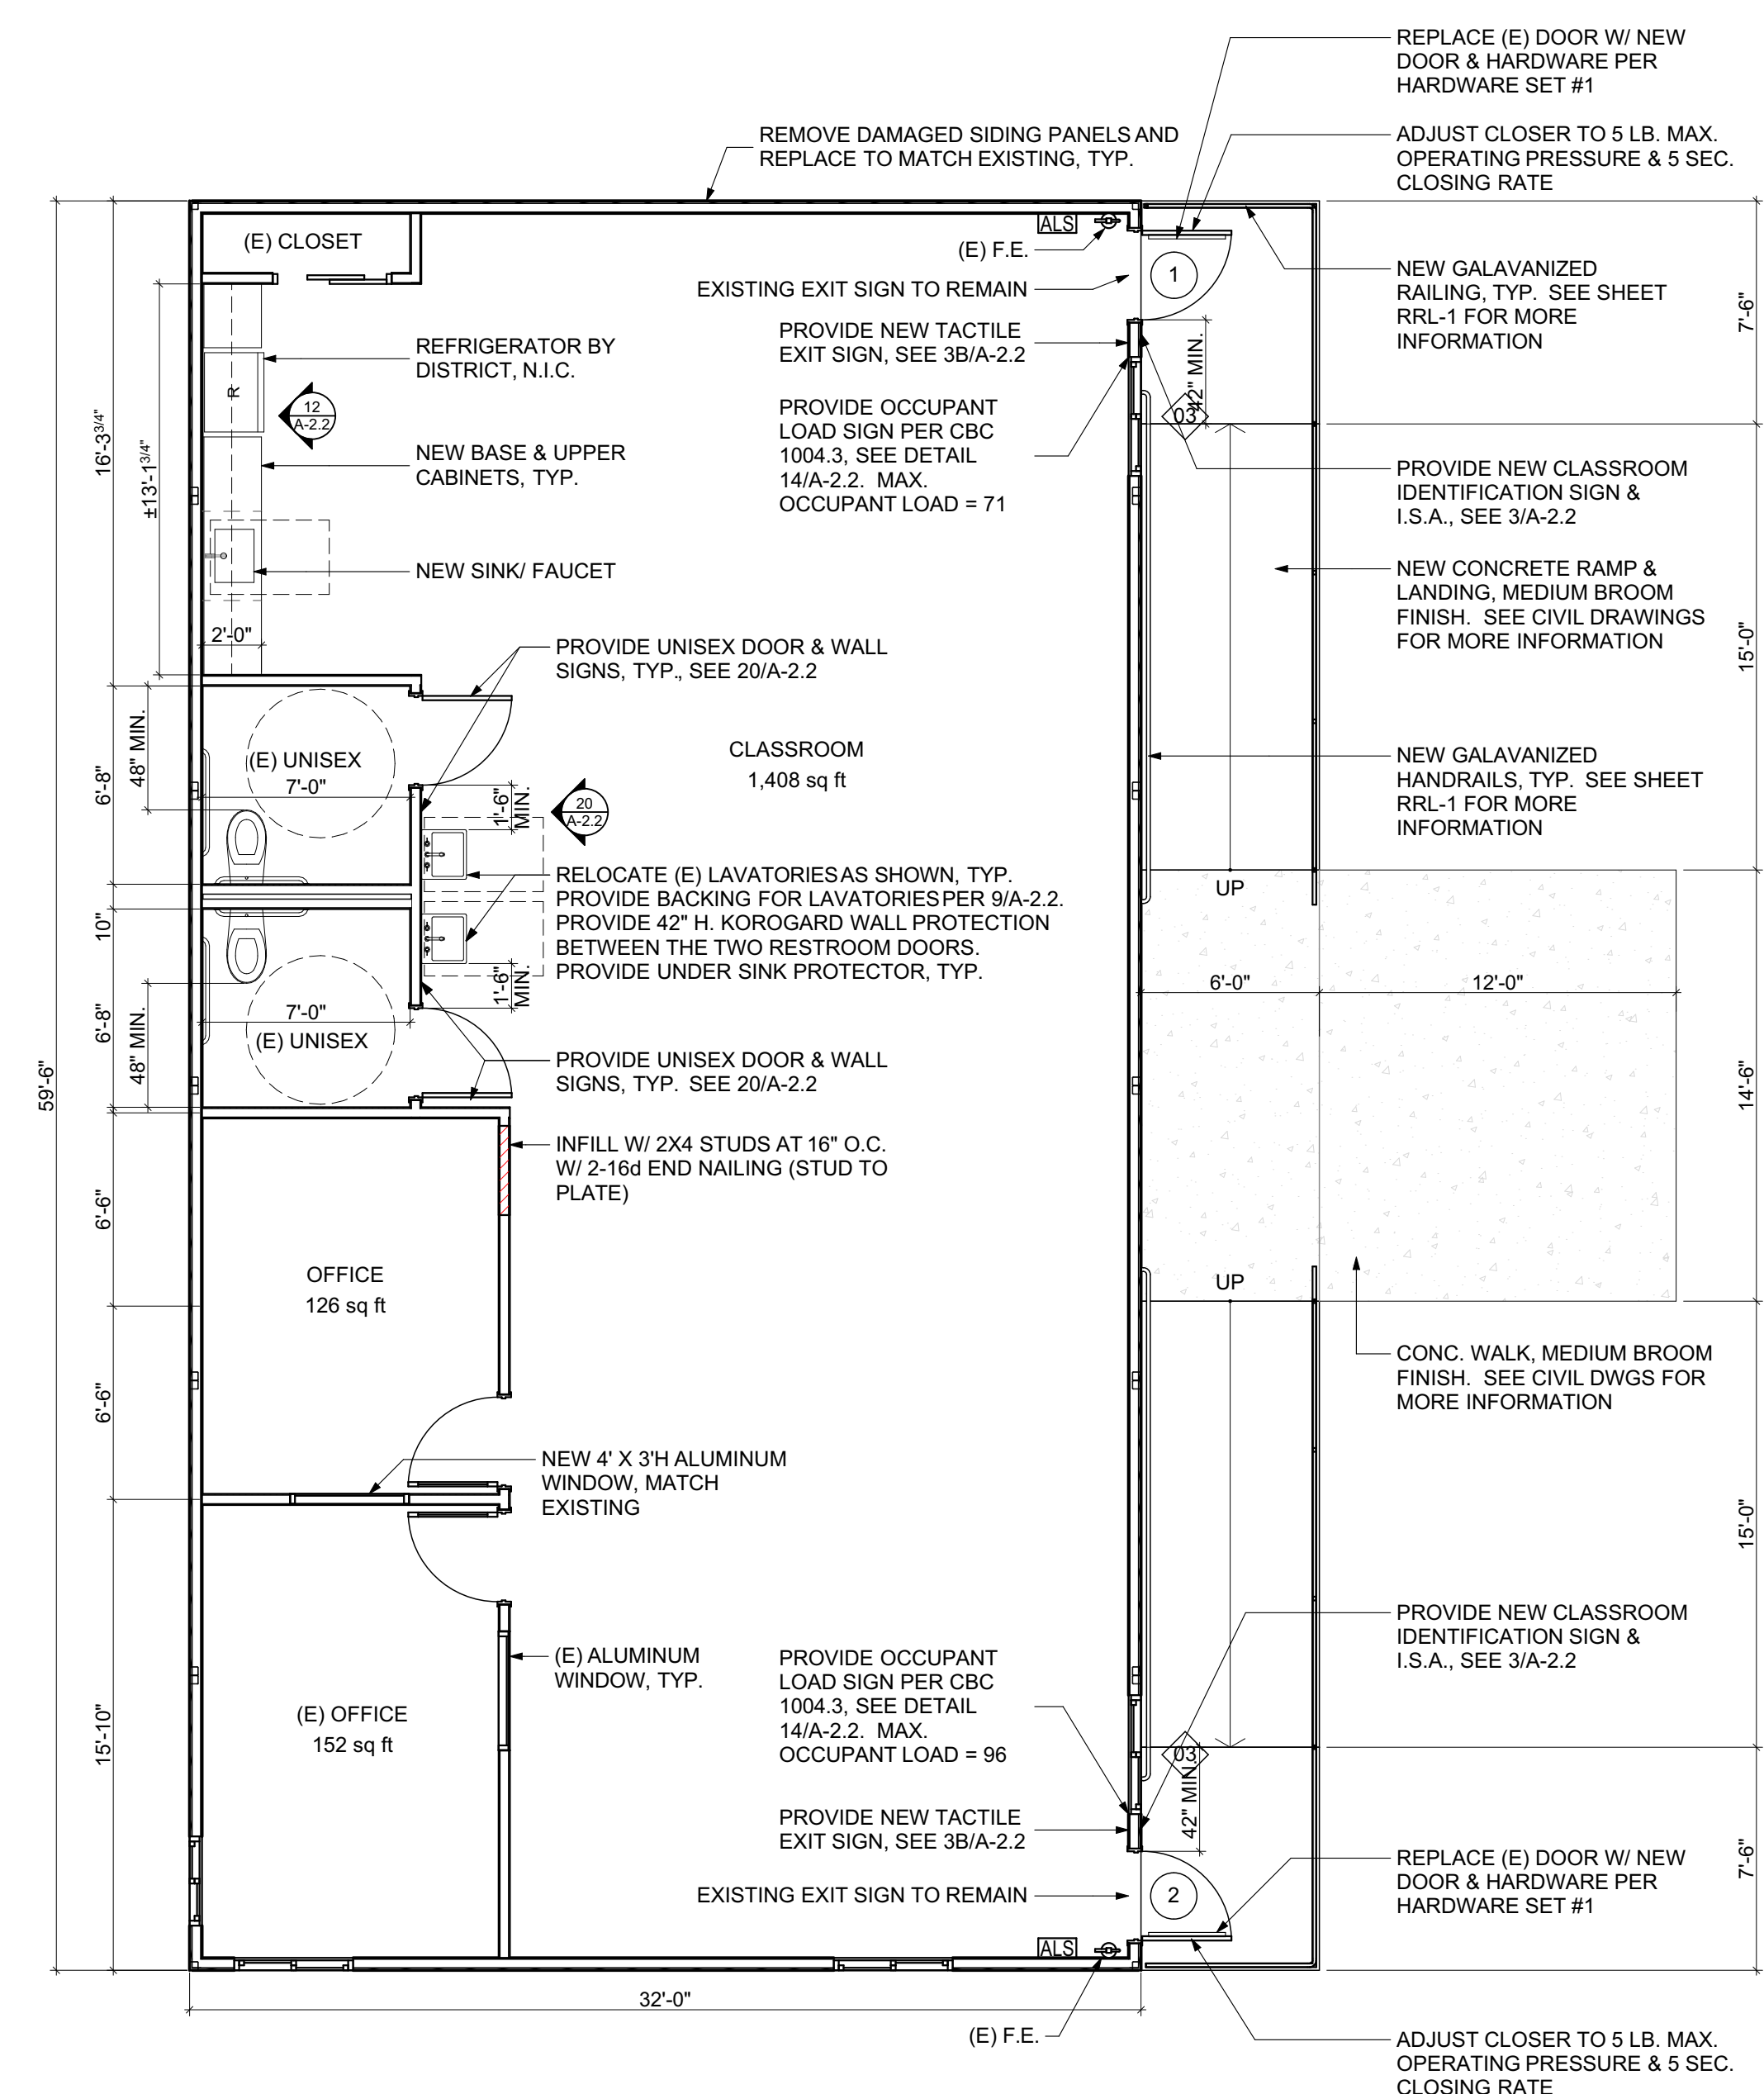 REPLACE (E) DOOR W/ NEW
DOOR & HARDWARE PER
HARDWARE SET #1
REMOVE DAMAGED SIDING PANELS AND
REPLACE TO MATCH EXISTING, TYP.
ADJUST CLOSER TO 5 LB. MAX.
OPERATING PRESSURE & 5 SEC.
CLOSING RATE
(E) CLOSET
ALS
(E) F.E.
EXISTING EXIT SIGN TO REMAIN
1
NEW GALAVANIZED
RAILING, TYP. SEE SHEET
RRL-1 FOR MORE
INFORMATION
7'-6"
PROVIDE NEW TACTILE
EXIT SIGN, SEE 3B/A-2.2
42" MIN.
REFRIGERATOR BY
DISTRICT, N.I.C.
R
12
A-2.2
PROVIDE OCCUPANT
LOAD SIGN PER CBC
1004.3, SEE DETAIL
14/A-2.2. MAX.
OCCUPANT LOAD = 71
03
16'-3 3/4"
±13'-1 3/4"
NEW BASE & UPPER
CABINETS, TYP.
PROVIDE NEW CLASSROOM
IDENTIFICATION SIGN &
I.S.A., SEE 3/A-2.2
NEW SINK/ FAUCET
NEW CONCRETE RAMP &
LANDING, MEDIUM BROOM
FINISH. SEE CIVIL DRAWINGS
FOR MORE INFORMATION
15'-0"
2'-0"
PROVIDE UNISEX DOOR & WALL
SIGNS, TYP., SEE 20/A-2.2
48" MIN.
6'-8"
(E) UNISEX
7'-0"
CLASSROOM
1,408 sq ft
NEW GALAVANIZED
HANDRAILS, TYP. SEE SHEET
RRL-1 FOR MORE
INFORMATION
1'-6"
MIN.
20
A-2.2
RELOCATE (E) LAVATORIES AS SHOWN, TYP.
PROVIDE BACKING FOR LAVATORIES PER 9/A-2.2.
PROVIDE 42" H. KOROGARD WALL PROTECTION
BETWEEN THE TWO RESTROOM DOORS.
PROVIDE UNDER SINK PROTECTOR, TYP.
UP
10"
1'-6"
MIN.
6'-0"
12'-0"
6'-8"
48" MIN.
7'-0"
(E) UNISEX
59'-6"
PROVIDE UNISEX DOOR & WALL
SIGNS, TYP. SEE 20/A-2.2
14'-6"
INFILL W/ 2X4 STUDS AT 16" O.C.
W/ 2-16d END NAILING (STUD TO
PLATE)
6'-6"
OFFICE
126 sq ft
UP
CONC. WALK, MEDIUM BROOM
FINISH. SEE CIVIL DWGS FOR
MORE INFORMATION
6'-6"
NEW 4' X 3'H ALUMINUM
WINDOW, MATCH
EXISTING
15'-0"
(E) ALUMINUM
WINDOW, TYP.
PROVIDE NEW CLASSROOM
IDENTIFICATION SIGN &
I.S.A., SEE 3/A-2.2
PROVIDE OCCUPANT
LOAD SIGN PER CBC
1004.3, SEE DETAIL
14/A-2.2. MAX.
OCCUPANT LOAD = 96
15'-10"
(E) OFFICE
152 sq ft
03
42" MIN.
PROVIDE NEW TACTILE
EXIT SIGN, SEE 3B/A-2.2
REPLACE (E) DOOR W/ NEW
DOOR & HARDWARE PER
HARDWARE SET #1
7'-6"
EXISTING EXIT SIGN TO REMAIN
2
ALS
32'-0"
(E) F.E.
ADJUST CLOSER TO 5 LB. MAX.
OPERATING PRESSURE & 5 SEC.
CLOSING RATE